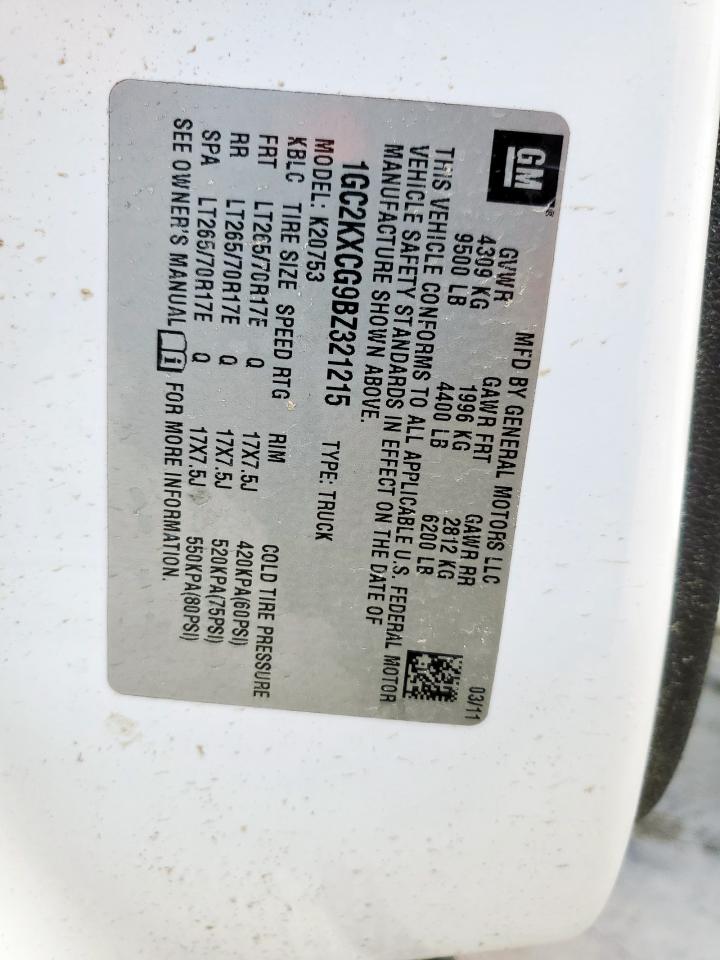 GM
MFD BY GENERAL MOTORS LLC
03/11
GVWR GAWR FRT GAWR RR
4309 KG 1996 KG 2812 KG
9500 LB 4400 LB 6200 LB
THIS VEHICLE CONFORMS TO ALL APPLICABLE U.S. FEDERAL MOTOR
VEHICLE SAFETY STANDARDS IN EFFECT ON THE DATE OF
MANUFACTURE SHOWN ABOVE.
1GC2KXCG9BZ321215 TYPE: TRUCK
MODEL: K20753
KBLC TIRE SIZE SPEED RTG RIM COLD TIRE PRESSURE
FRT LT265/70R17E Q 17X7.5J 420KPA(60PSI)
RR LT265/70R17E Q 17X7.5J 520KPA(75PSI)
SPA LT265/70R17E Q 17X7.5J 550KPA(80PSI)
SEE OWNER'S MANUAL i FOR MORE INFORMATION.